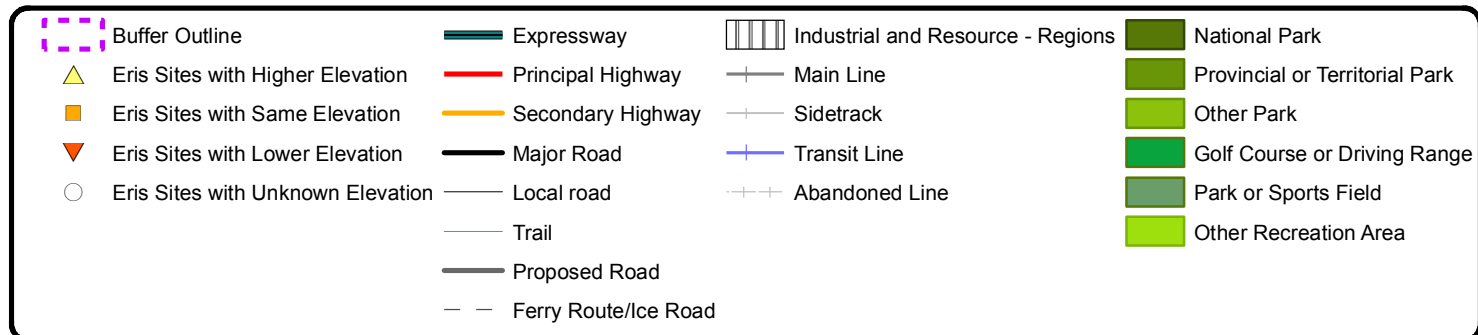 Buffer Outline
Eris Sites with Higher Elevation
Eris Sites with Same Elevation
Eris Sites with Lower Elevation
Eris Sites with Unknown Elevation
Expressway
Principal Highway
Secondary Highway
Major Road
Local road
Trail
Proposed Road
Ferry Route/Ice Road
Industrial and Resource - Regions
Main Line
Sidetrack
Transit Line
Abandoned Line
National Park
Provincial or Territorial Park
Other Park
Golf Course or Driving Range
Park or Sports Field
Other Recreation Area